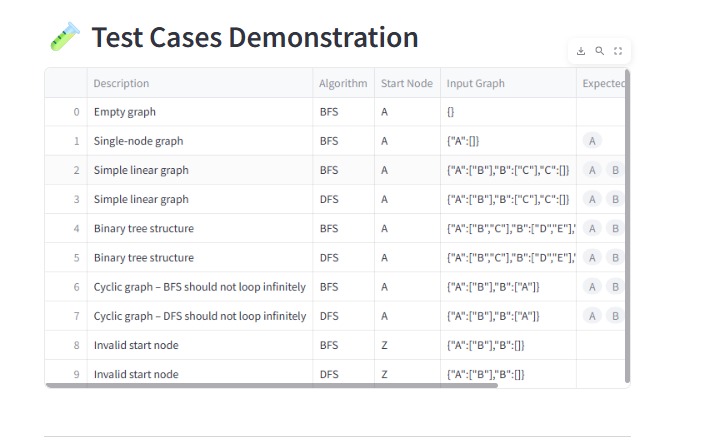 Test Cases Demonstration
Description Algorithm Start Node Input Graph Expected
0 Empty graph BFS A {}
1 Single-node graph BFS A {"A":[]} A
2 Simple linear graph BFS A {"A":["B"],"B":["C"],"C":[]} A B
3 Simple linear graph DFS A {"A":["B"],"B":["C"],"C":[]} A B
4 Binary tree structure BFS A {"A":["B","C"],"B":["D","E"]," A B
5 Binary tree structure DFS A {"A":["B","C"],"B":["D","E"]," A B
6 Cyclic graph – BFS should not loop infinitely BFS A {"A":["B"],"B":["A"]} A B
7 Cyclic graph – DFS should not loop infinitely DFS A {"A":["B"],"B":["A"]} A B
8 Invalid start node BFS Z {"A":["B"],"B":[]}
9 Invalid start node DFS Z {"A":["B"],"B":[]}